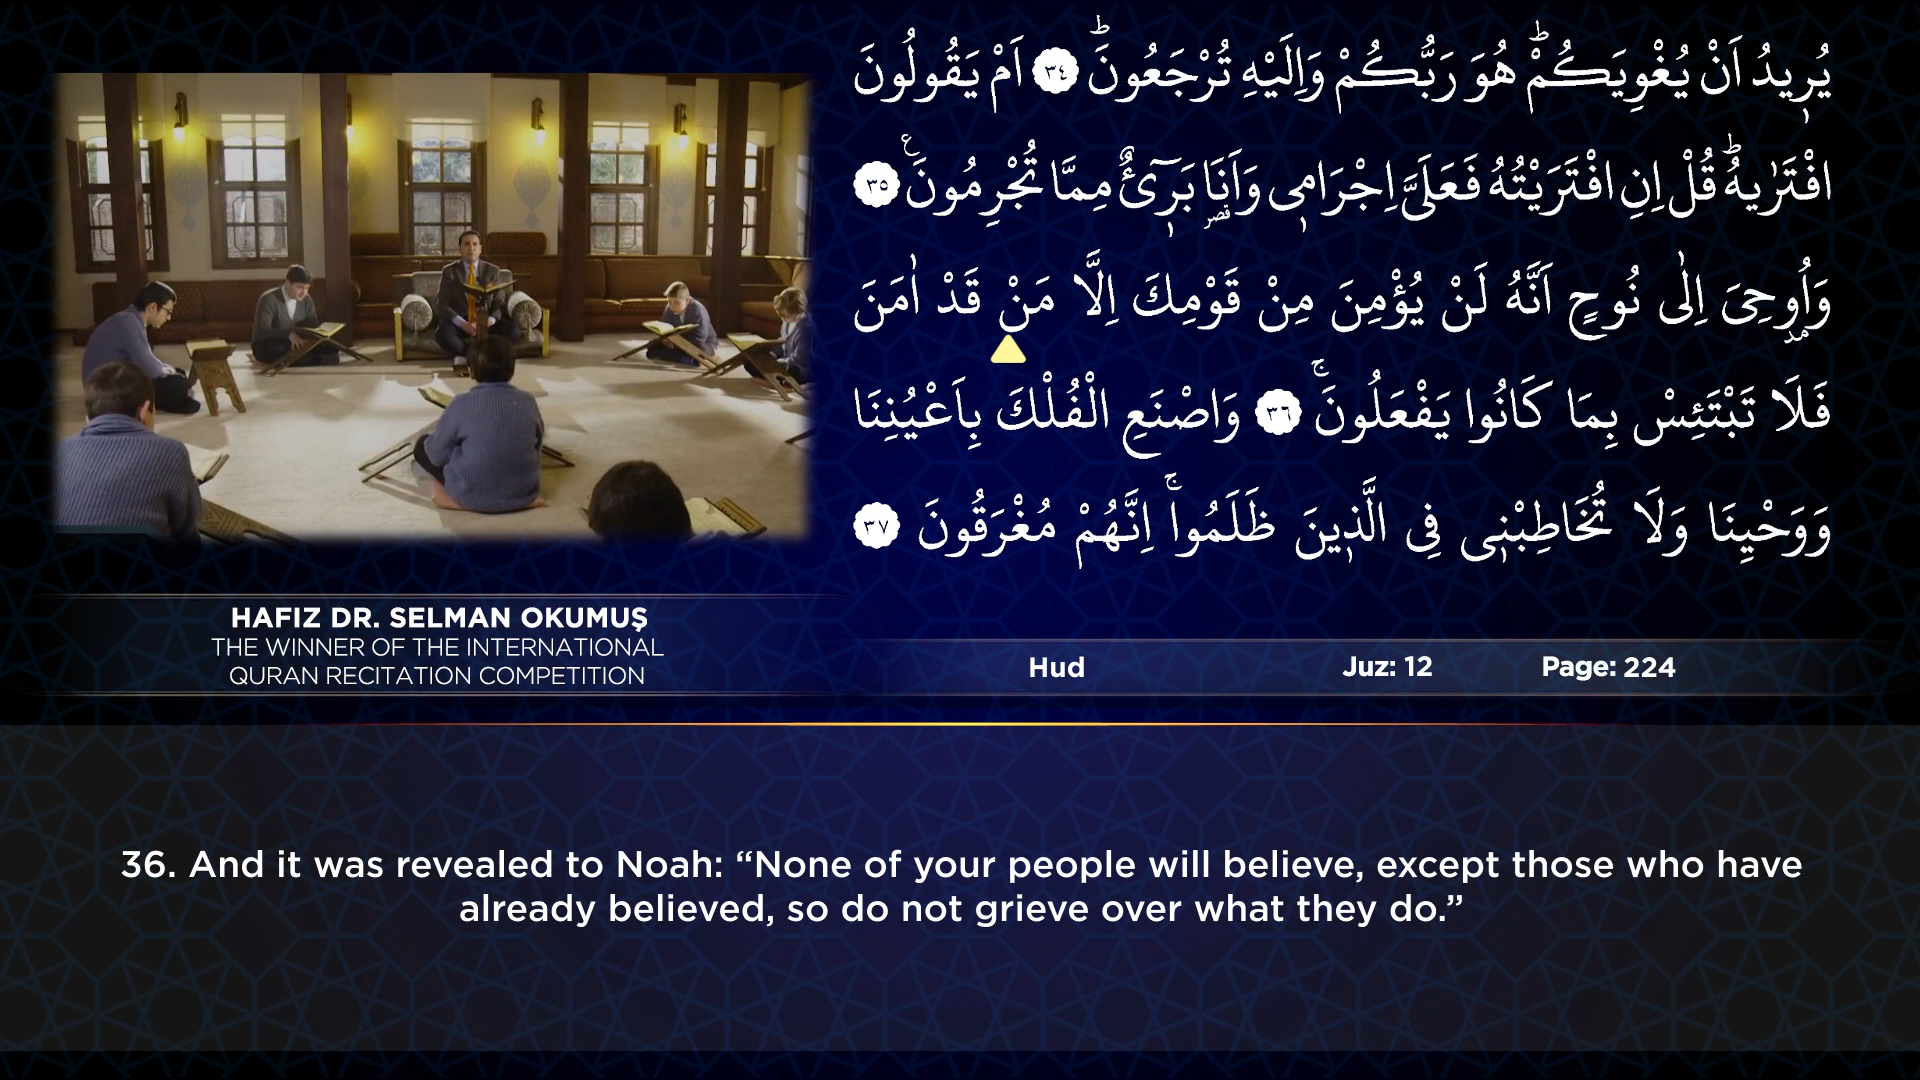 يُرٖيدُ اَنْ يُغْوِيَكُمْؕ هُوَ رَبُّكُمْ وَاِلَيْهِ تُرْجَعُونَؕ ﴿٣٤﴾ اَمْ يَقُولُونَ
افْتَرٰيهُؕ قُلْ اِنِ افْتَرَيْتُهُ فَعَلَيَّ اِجْرَامٖى وَاَنَا۬ بَرٖٓئٌ مِمَّا تُجْرِمُونَࣖ ﴿٣٥﴾
وَاُو۫حِىَ اِلٰى نُوحٍ اَنَّهُ لَنْ يُؤْمِنَ مِنْ قَوْمِكَ اِلَّا مَنْ قَدْ اٰمَنَ
فَلَا تَبْتَئِسْ بِمَا كَانُوا يَفْعَلُونَۚ ﴿٣٦﴾ وَاصْنَعِ الْفُلْكَ بِاَعْيُنِنَا
وَوَحْيِنَا وَلَا تُخَاطِبْنٖى فِى الَّذٖينَ ظَلَمُواۚ اِنَّهُمْ مُغْرَقُونَ ﴿٣٧﴾
HAFIZ DR. SELMAN OKUMUŞ
THE WINNER OF THE INTERNATIONAL
QURAN RECITATION COMPETITION
Hud Juz: 12 Page: 224
36. And it was revealed to Noah: “None of your people will believe, except those who have
already believed, so do not grieve over what they do.”